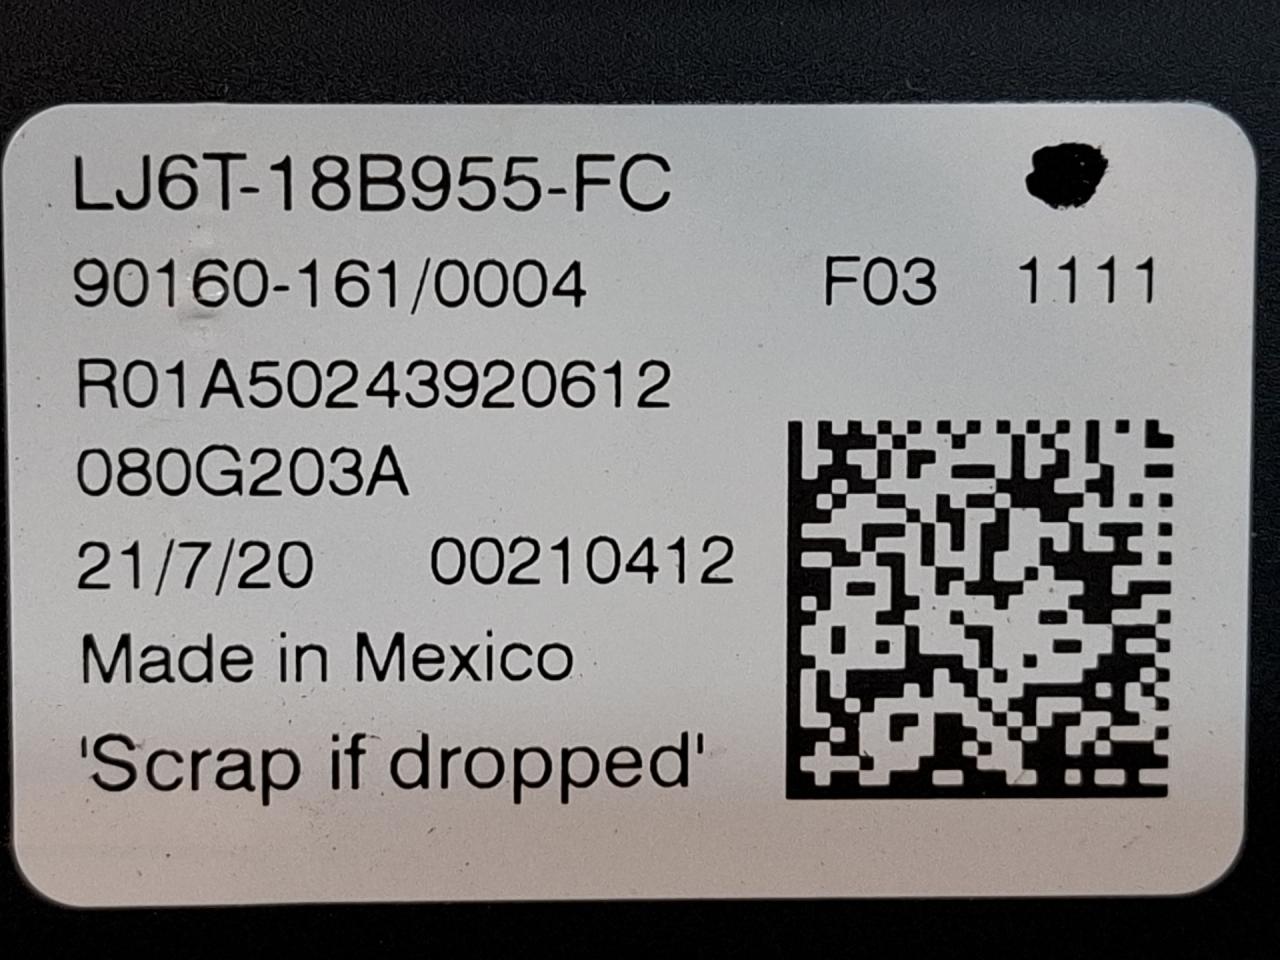 LJ6T-18B955-FC
90160-161/0004 F03 1111
R01A50243920612
080G203A
21/7/20 00210412
Made in Mexico
'Scrap if dropped'